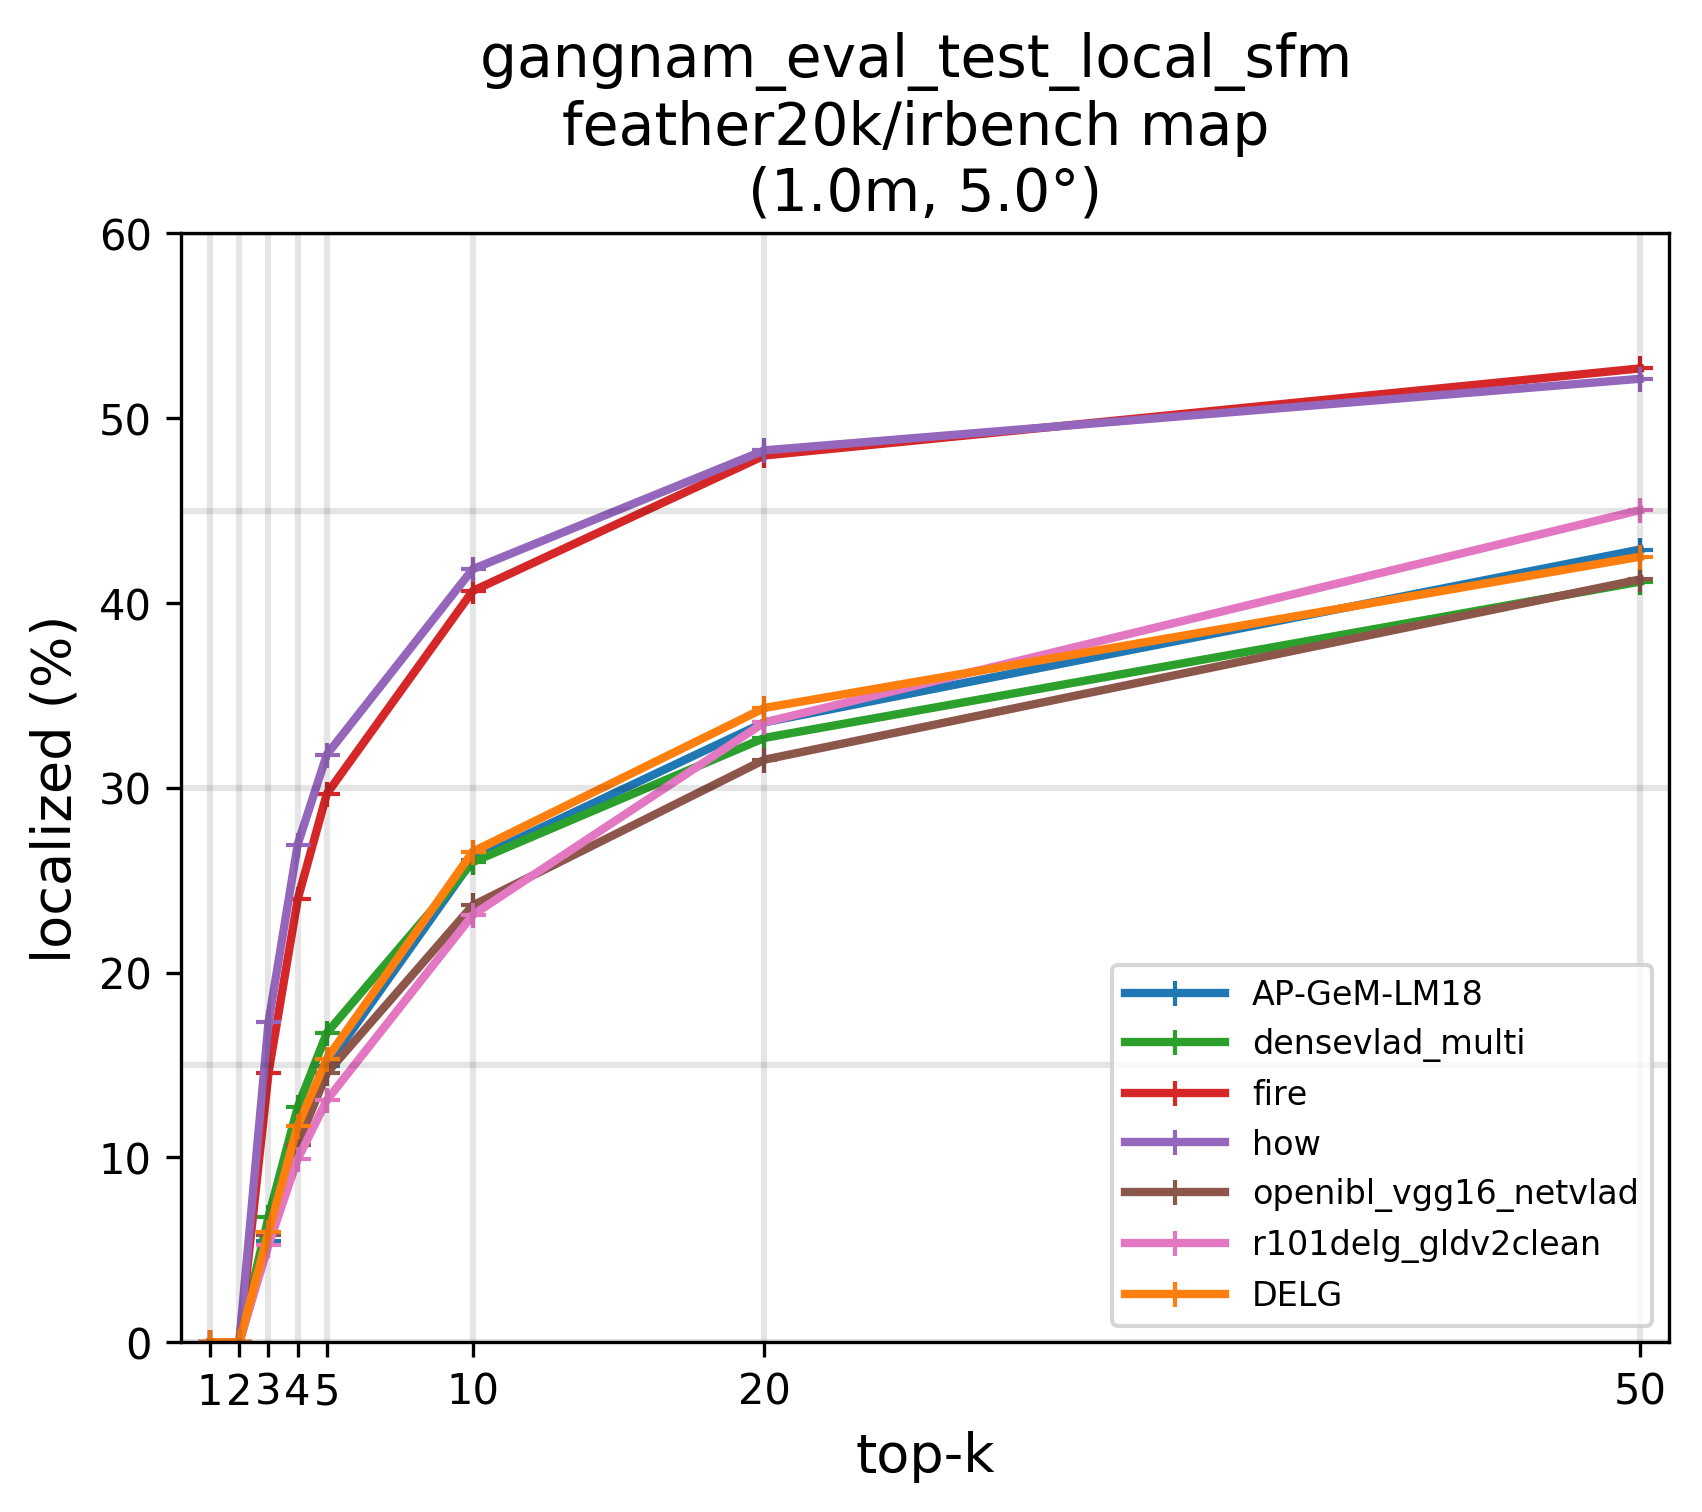 gangnam_eval_test_local_sfm
feather20k/irbench map
(1.0m, 5.0°)
60
50
40
30
20
10
0
localized (%)
AP-GeM-LM18
densevlad_multi
fire
how
openibl_vgg16_netvlad
r101delg_gldv2clean
DELG
1 2 3 4 5 10 20 50
top-k